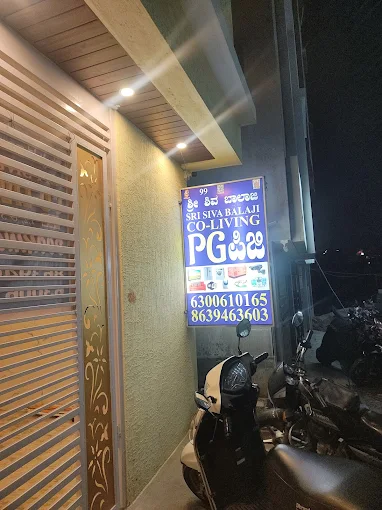 99
ಶ್ರೀ ಶಿವ ಬಾಲಾಜಿ
SRI SIVA BALAJI
CO-LIVING
PG ಪಿಜಿ
6300610165
8639463603